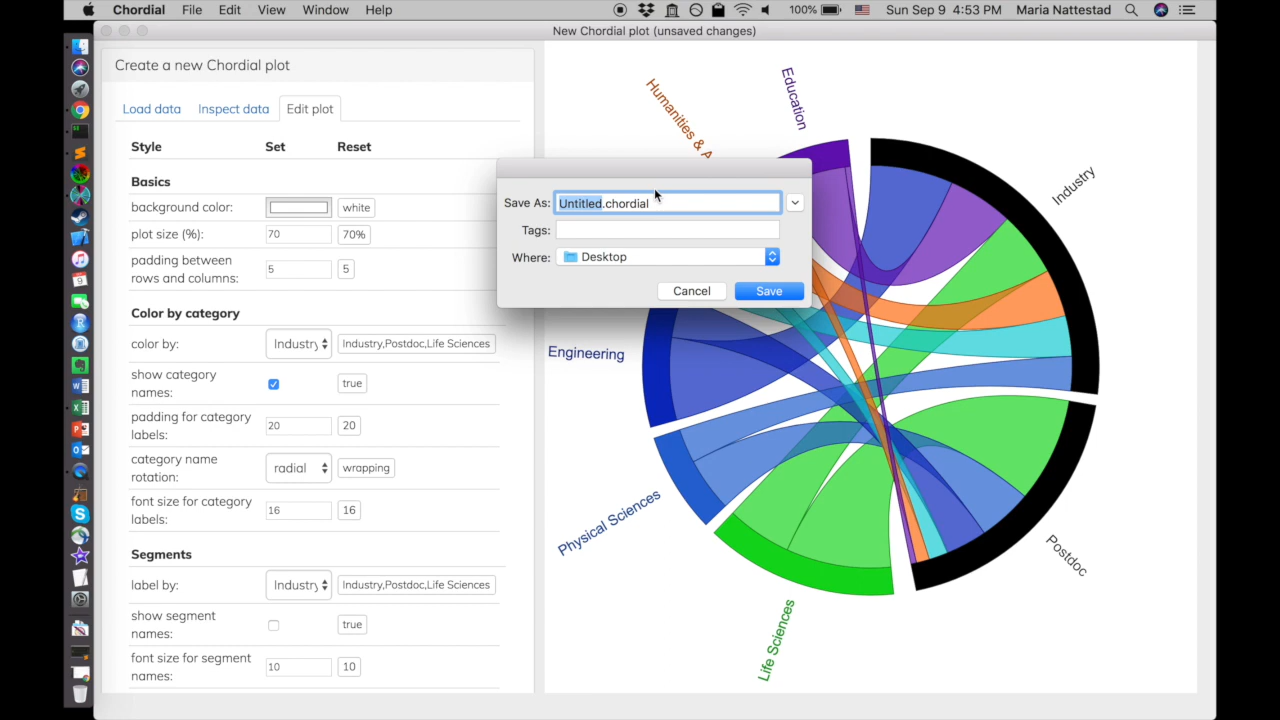 Chordial File Edit View Window Help 100% Sun Sep 9 4:53 PM Maria Nattestad
New Chordial plot (unsaved changes)
Create a new Chordial plot
Load data Inspect data Edit plot
Style Set Reset
Basics
background color: white
plot size (%): 70 70%
padding between
rows and columns: 5 5
Color by category
color by: Industry Industry,Postdoc,Life Sciences
show category
names: true
padding for category
labels: 20 20
category name
rotation: radial wrapping
font size for category
labels: 16 16
Segments
label by: Industry Industry,Postdoc,Life Sciences
show segment
names: true
font size for segment
names: 10 10
Save As: Untitled.chordial
Tags:
Where: Desktop
Cancel Save
Humanities & A
Education
Industry
Engineering
Physical Sciences
Life Sciences
Postdoc